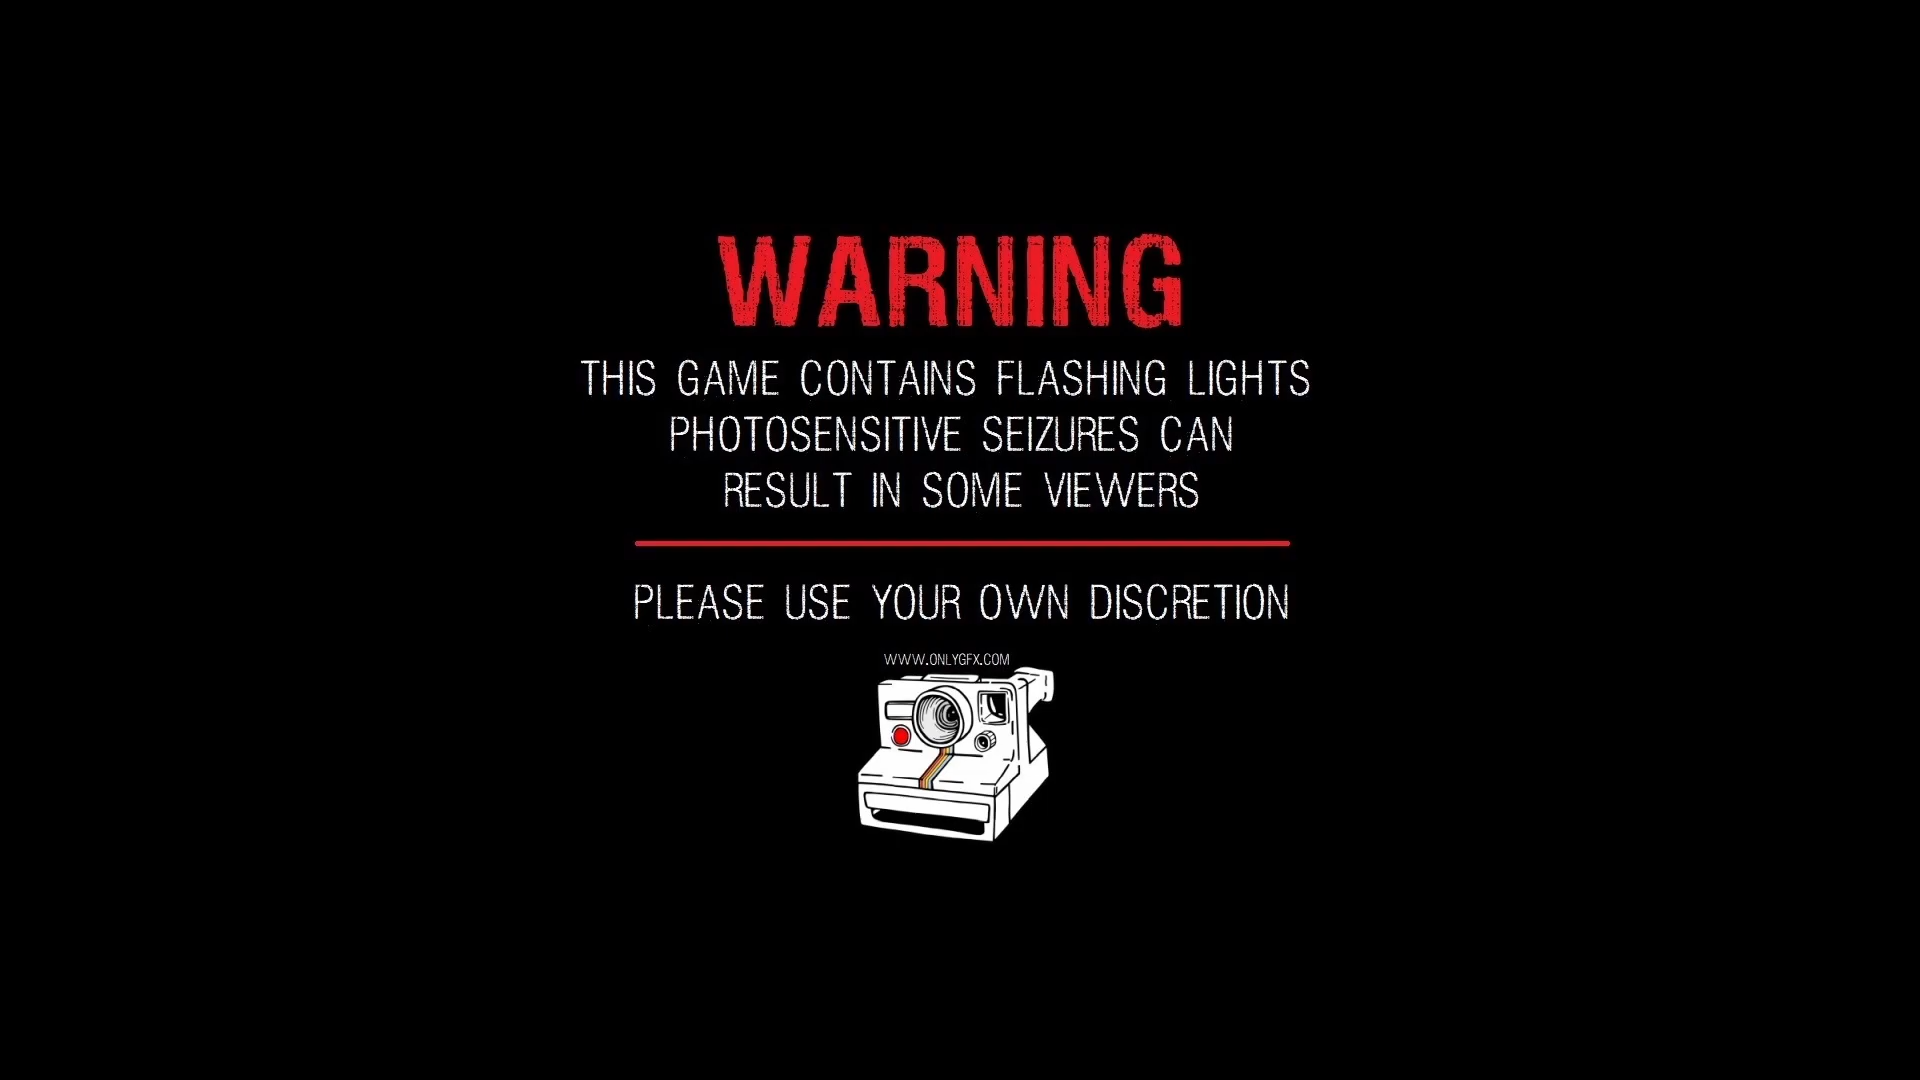 WARNING
THIS GAME CONTAINS FLASHING LIGHTS
PHOTOSENSITIVE SEIZURES CAN
RESULT IN SOME VIEWERS
PLEASE USE YOUR OWN DISCRETION
WWW.ONLYGFX.COM